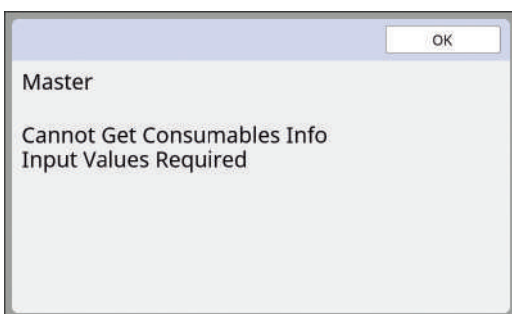 OK
Master
Cannot Get Consumables Info
Input Values Required